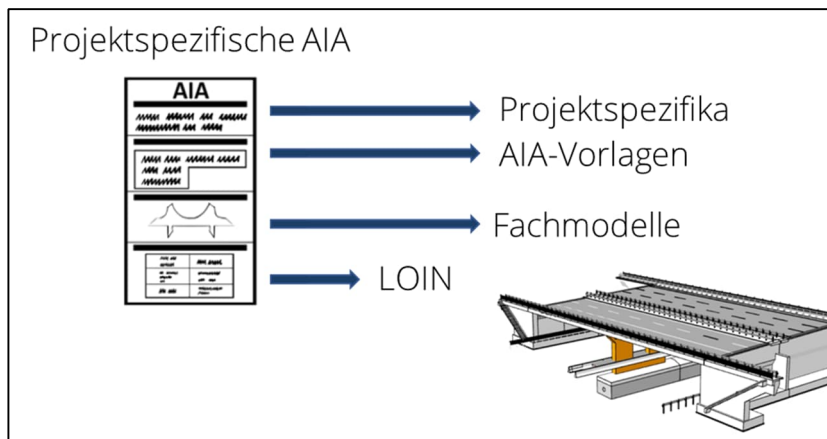 Projektspezifische AIA
AIA
Projektspezifika
AIA-Vorlagen
Fachmodelle
LOIN